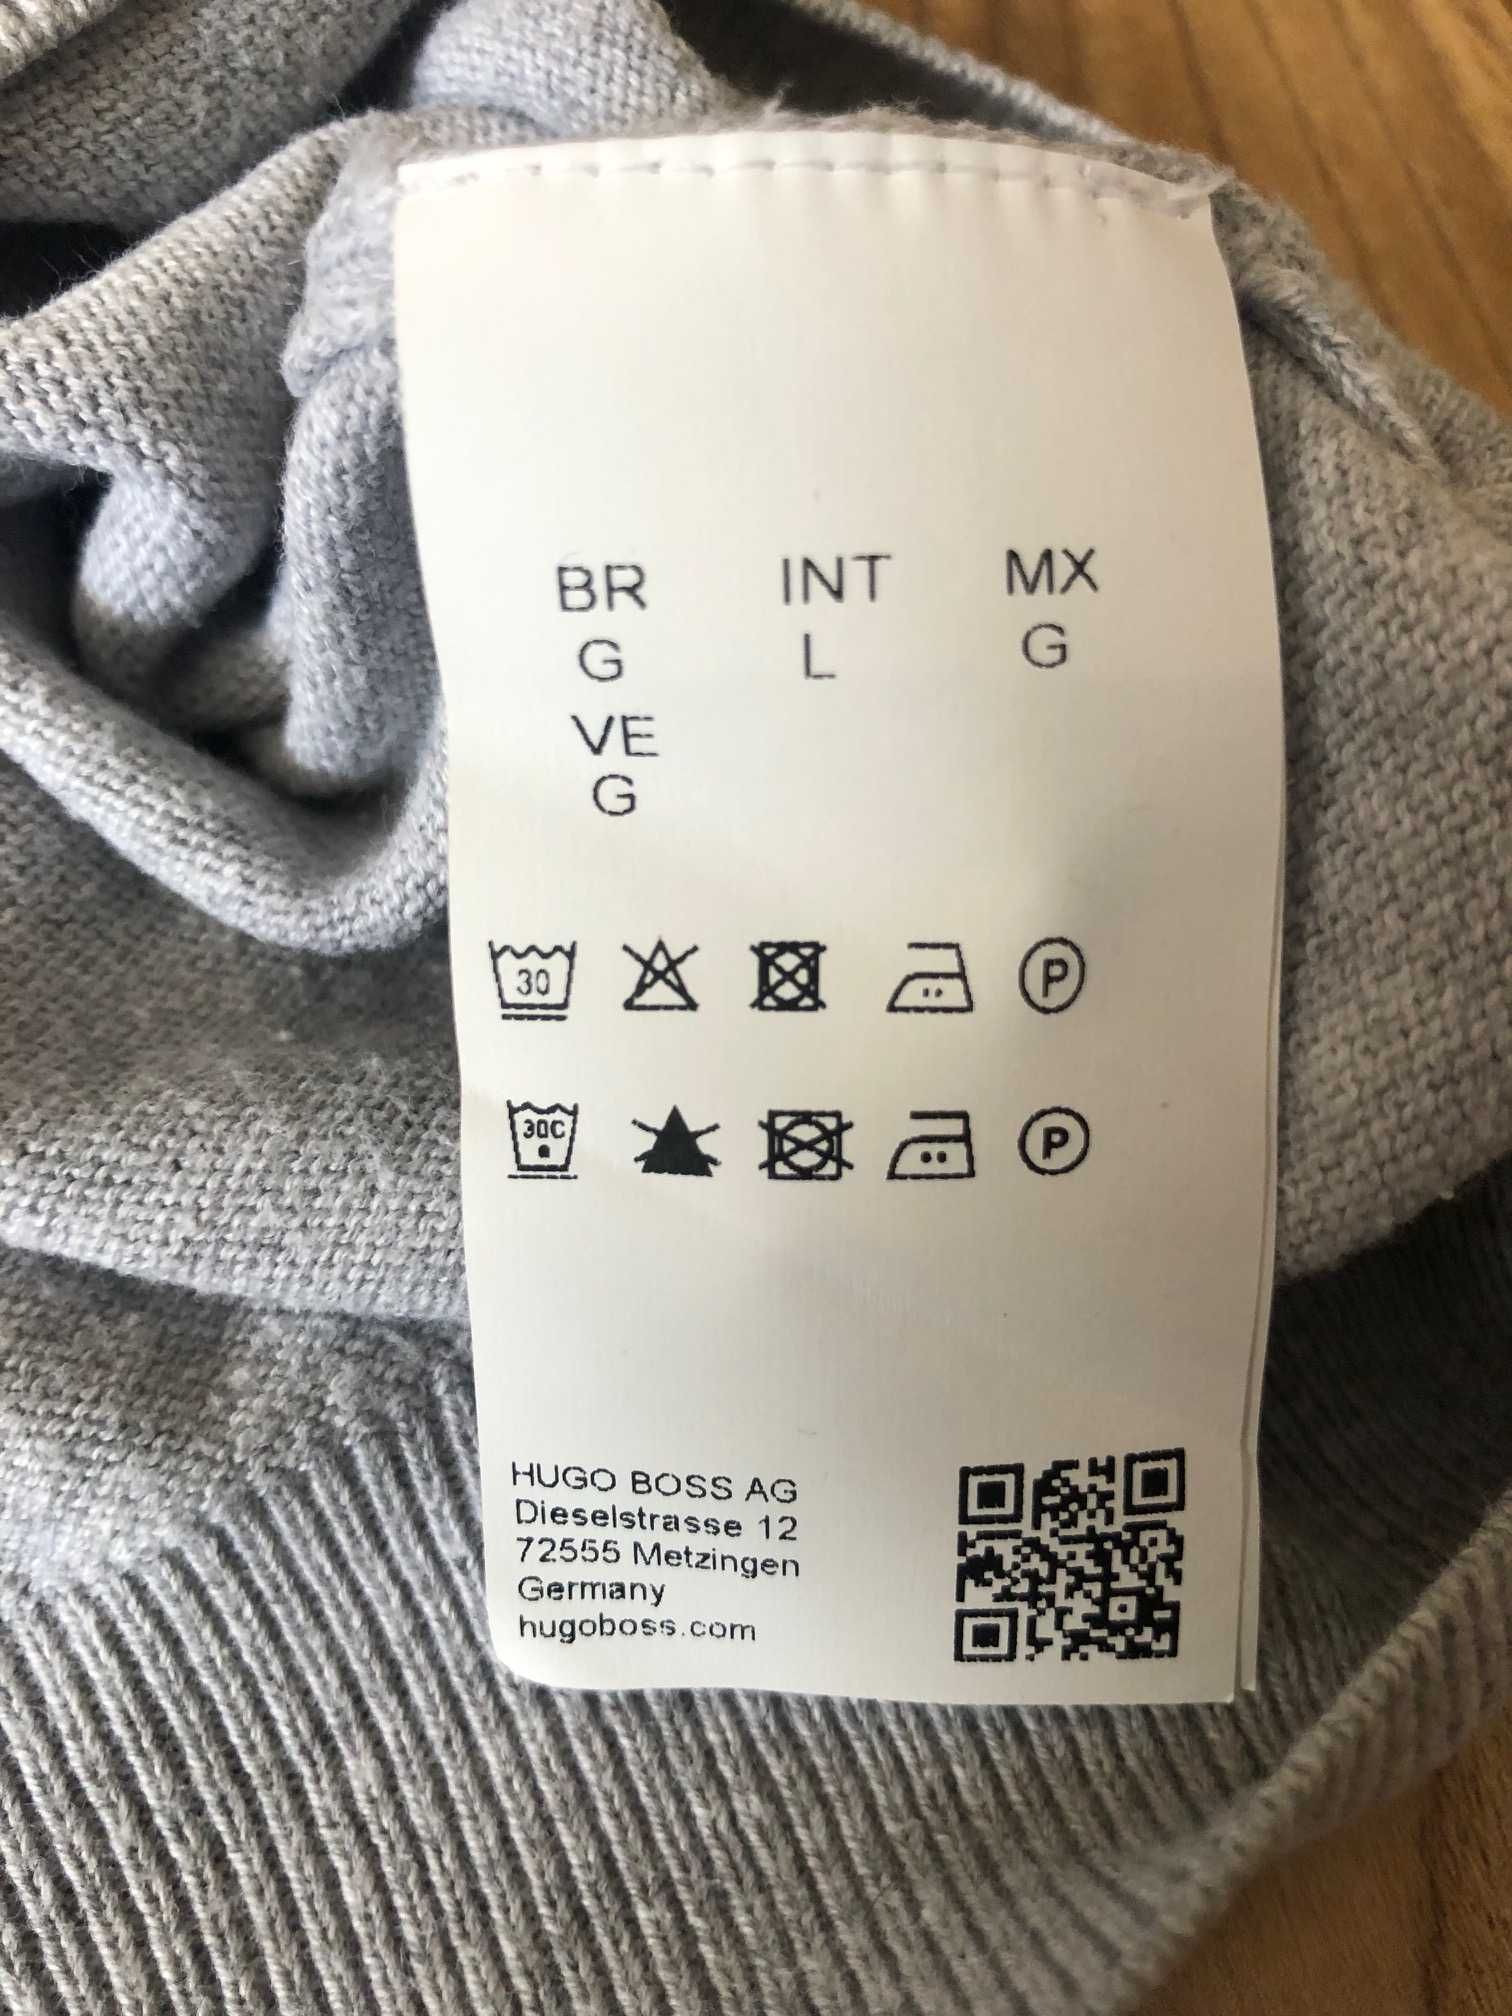 BR INT MX
G L G
VE
G
30 P
30C P
HUGO BOSS AG
Dieselstrasse 12
72555 Metzingen
Germany
hugoboss.com